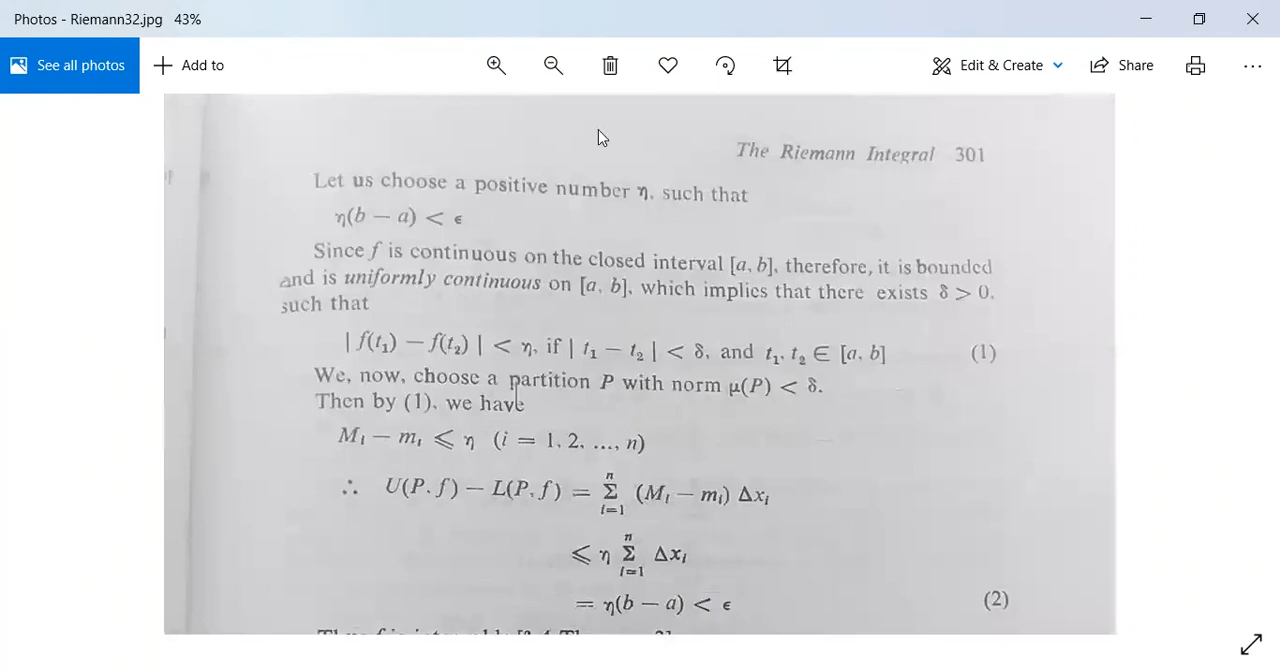 Photos - Riemann32.jpg 43%
See all photos
Add to
Edit & Create
Share
The Riemann Integral 301
Let us choose a positive number η, such that
η(b − a) < ϵ
Since f is continuous on the closed interval [a, b], therefore, it is bounded
and is uniformly continuous on [a, b], which implies that there exists δ > 0,
such that
| f(t₁) − f(t₂) | < η, if | t₁ − t₂ | < δ, and t₁, t₂ ∈ [a, b] (1)
We, now, choose a partition P with norm μ(P) < δ.
Then by (1), we have
Mᵢ − mᵢ ⩽ η (i = 1, 2, ..., n)
∴ U(P, f) − L(P, f) = Σⁿᵢ₌₁ (Mᵢ − mᵢ) Δxᵢ
⩽ η Σⁿᵢ₌₁ Δxᵢ
= η(b − a) < ϵ (2)